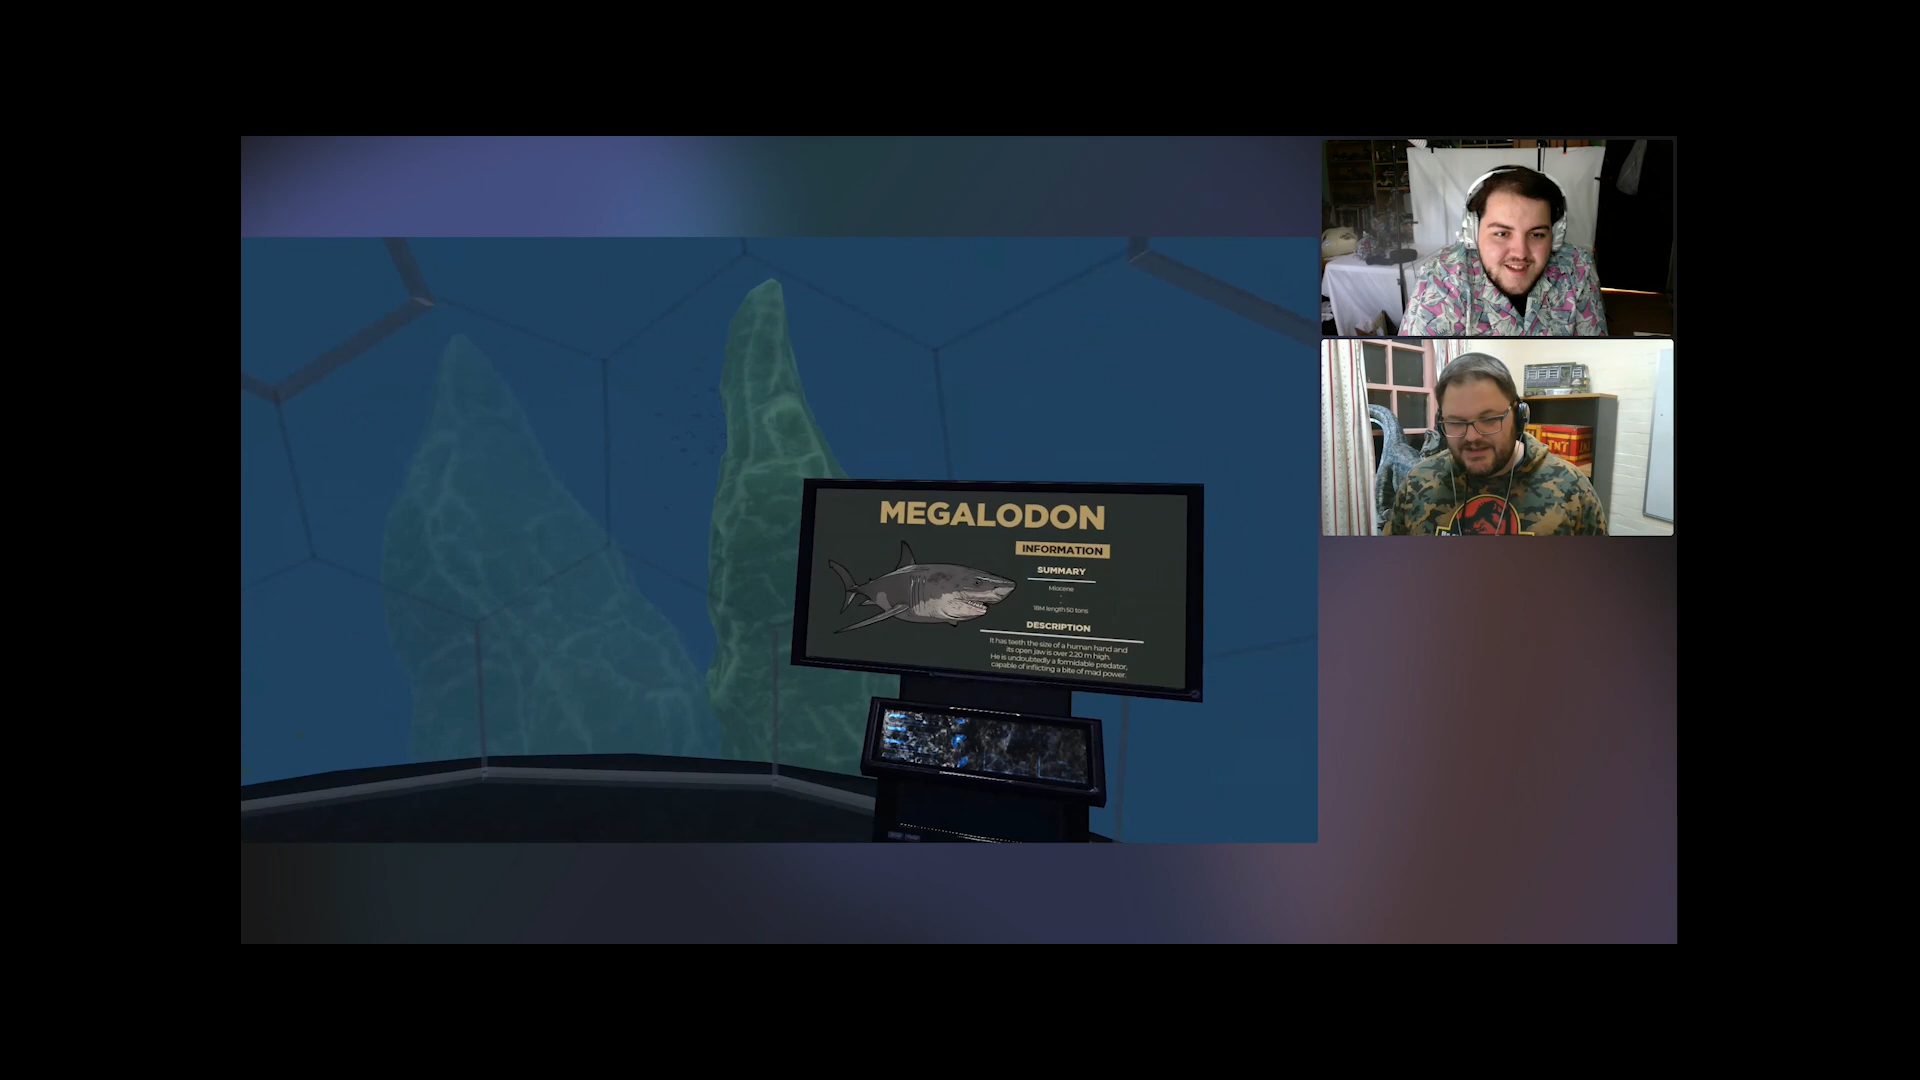 MEGALODON
INFORMATION
SUMMARY
Miocene
-
18M length 50 tons
DESCRIPTION
It has teeth the size of a human hand and
its open jaw is over 2.20 m high.
He is undoubtedly a formidable predator,
capable of inflicting a bite of mad power.
TNT